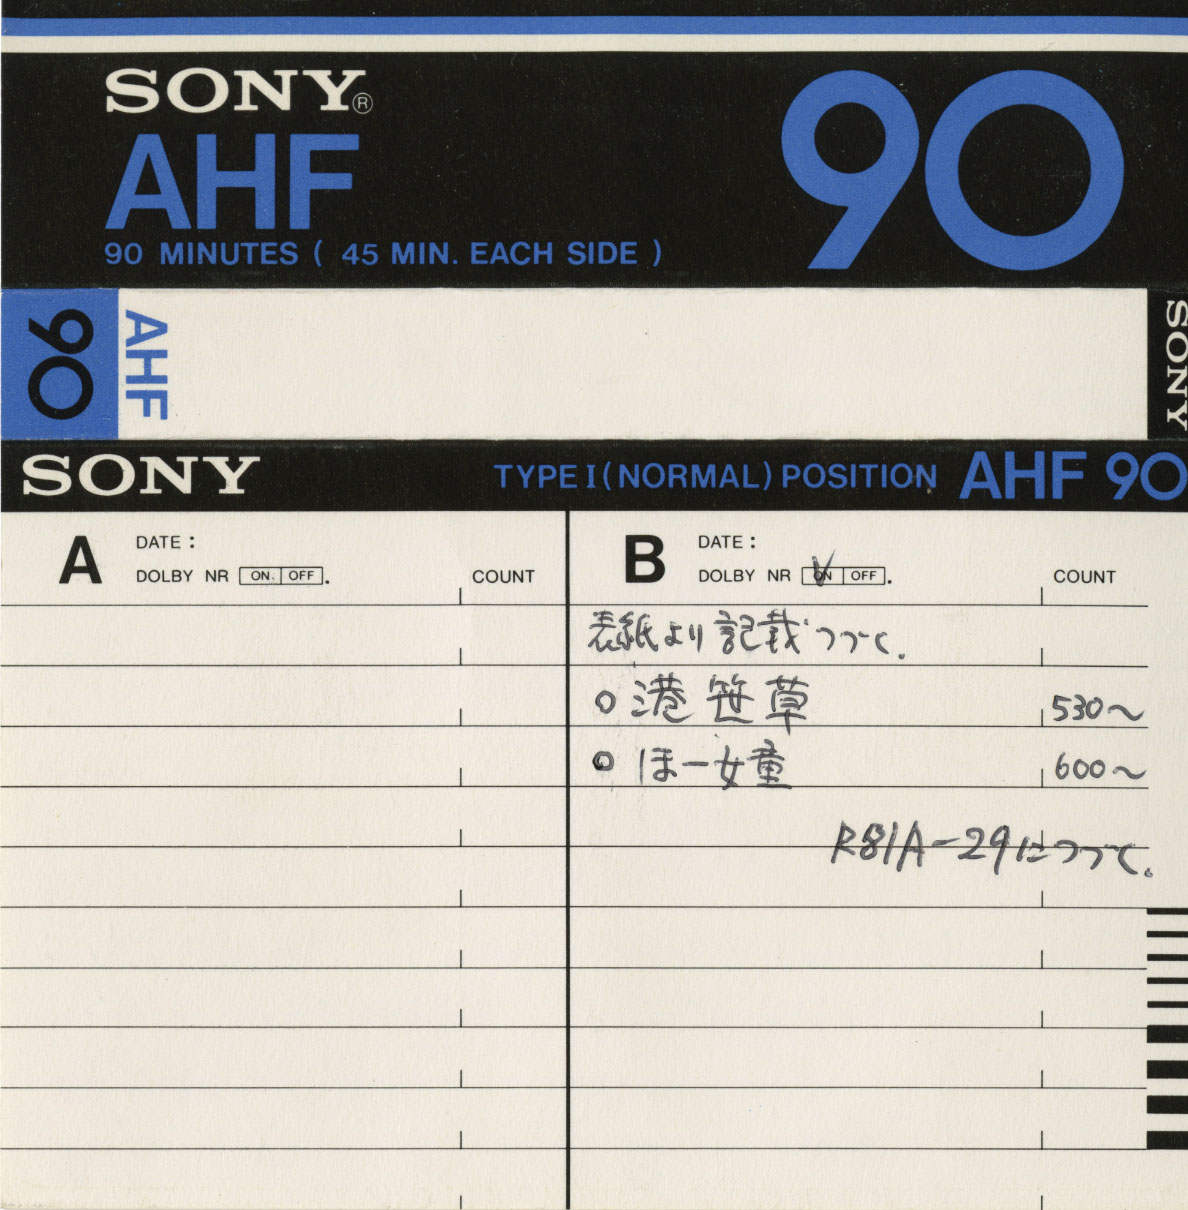 SONY®
AHF
90
90 MINUTES ( 45 MIN. EACH SIDE )
90
AHF
SONY
SONY
TYPE I (NORMAL) POSITION AHF 90
A DATE :
DOLBY NR ON OFF. COUNT
B DATE :
DOLBY NR ON OFF. COUNT
表紙より記載つづく.
○港笹草 530〜
○ほー女童 600〜
R81A-29につづく。